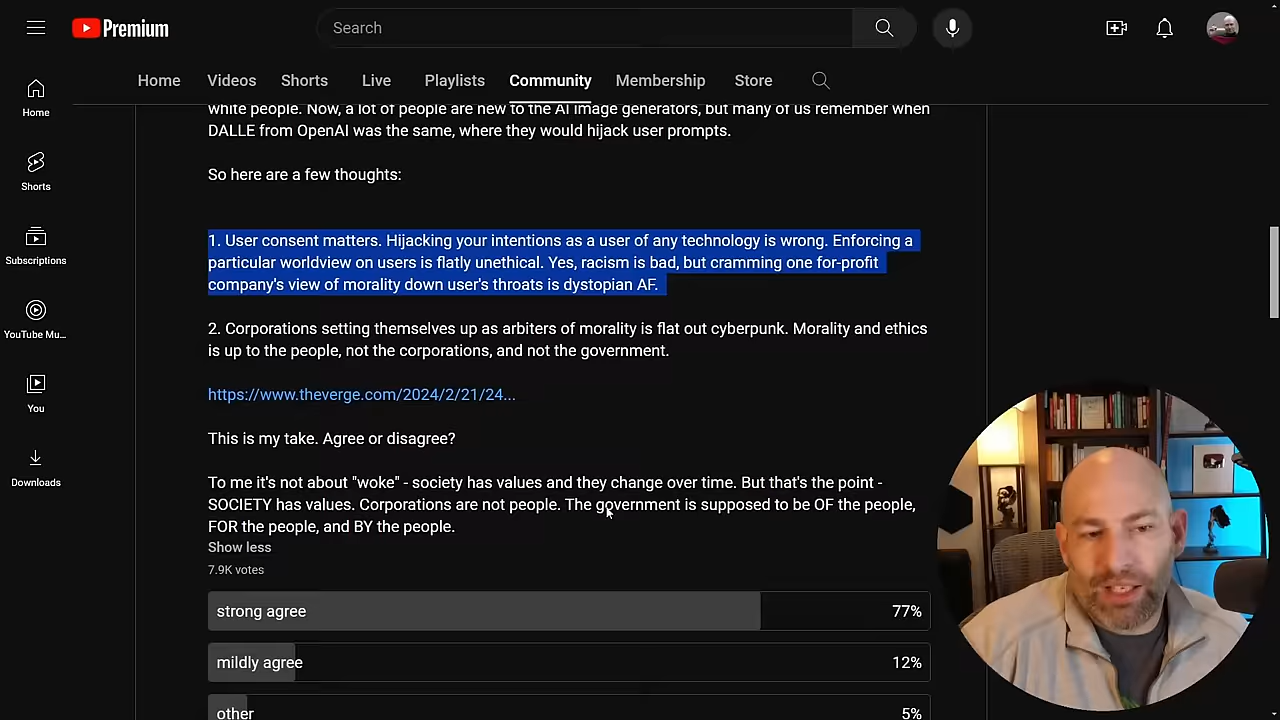 Premium
Search
Home
Videos
Shorts
Live
Playlists
Community
Membership
Store
Home
Shorts
Subscriptions
YouTube Mu...
You
Downloads
white people. Now, a lot of people are new to the AI image generators, but many of us remember when
DALLE from OpenAI was the same, where they would hijack user prompts.
So here are a few thoughts:
1. User consent matters. Hijacking your intentions as a user of any technology is wrong. Enforcing a
particular worldview on users is flatly unethical. Yes, racism is bad, but cramming one for-profit
company's view of morality down user's throats is dystopian AF.
2. Corporations setting themselves up as arbiters of morality is flat out cyberpunk. Morality and ethics
is up to the people, not the corporations, and not the government.
https://www.theverge.com/2024/2/21/24...
This is my take. Agree or disagree?
To me it's not about "woke" - society has values and they change over time. But that's the point -
SOCIETY has values. Corporations are not people. The government is supposed to be OF the people,
FOR the people, and BY the people.
Show less
7.9K votes
strong agree 77%
mildly agree 12%
other 5%